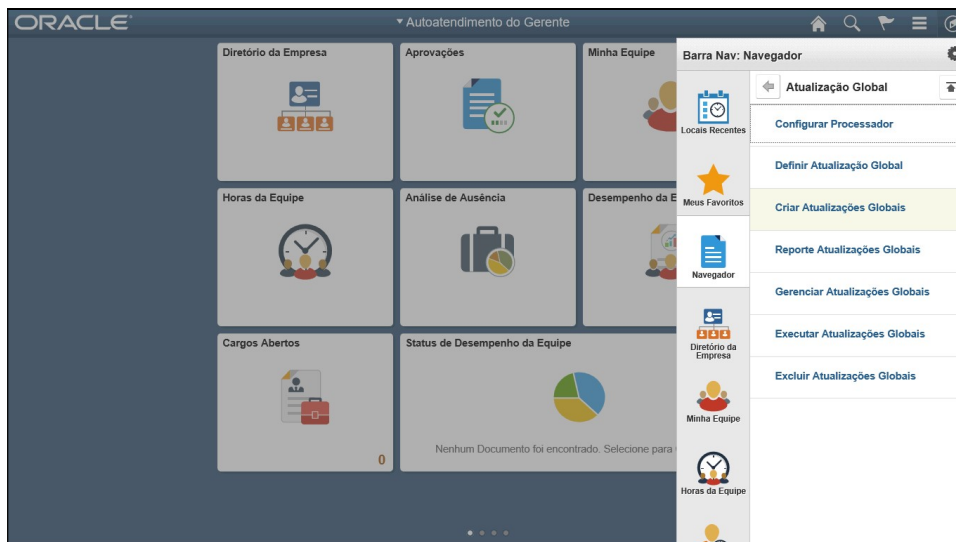 ORACLE
Autoatendimento do Gerente
Diretório da Empresa
Aprovações
Minha Equipe
Horas da Equipe
Análise de Ausência
Desempenho da E
Cargos Abertos
0
Status de Desempenho da Equipe
Nenhum Documento foi encontrado. Selecione para
Barra Nav: Navegador
Locais Recentes
Meus Favoritos
Navegador
Diretório da
Empresa
Minha Equipe
Horas da Equipe
Atualização Global
Configurar Processador
Definir Atualização Global
Criar Atualizações Globais
Reporte Atualizações Globais
Gerenciar Atualizações Globais
Executar Atualizações Globais
Excluir Atualizações Globais